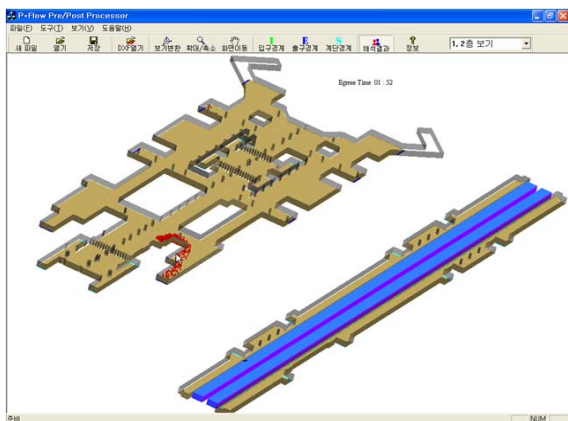 P×Flow Pre/Post Processor
파일(F) 도구(T) 보기(V) 도움말(H)
새 파일 열기 저장 DXF열기 보기변환 확대/축소 화면이동 입구경계 출구경계 계단경계 해석결과 정보 1, 2층 보기
Egress Time 01 : 52
준비 NUM